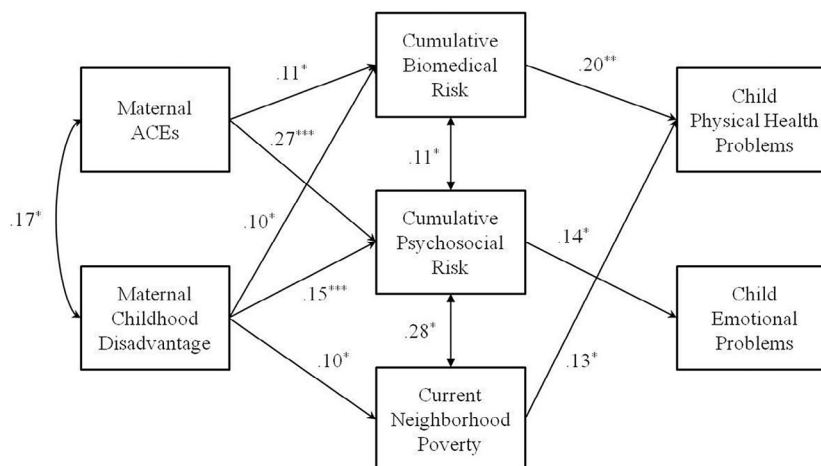 Cumulative
Biomedical
Risk
.11*
.20**
Maternal
ACEs
Child
Physical Health
Problems
.27***
.11*
.17*
.10*
Cumulative
Psychosocial
Risk
.14*
.15***
Maternal
Childhood
Disadvantage
Child
Emotional
Problems
.28*
.10*
.13*
Current
Neighborhood
Poverty